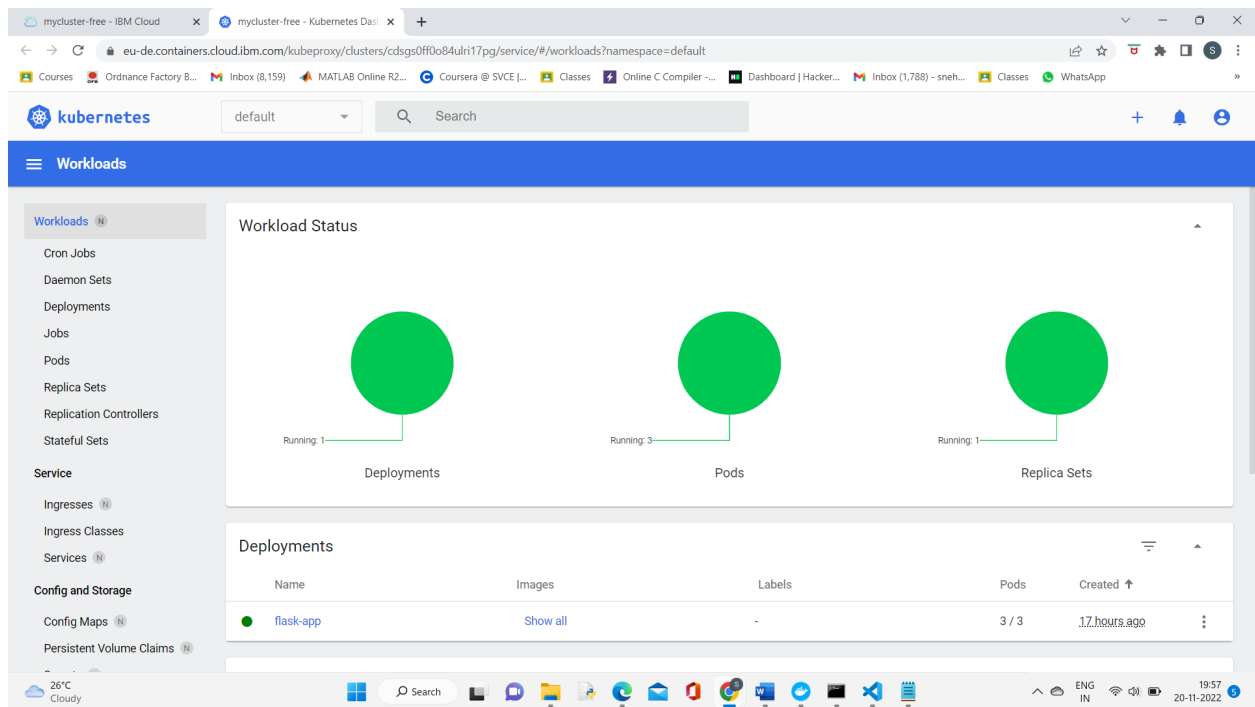 mycluster-free - IBM Cloud
mycluster-free - Kubernetes Das
eu-de.containers.cloud.ibm.com/kubeproxy/clusters/cdsgs0ff0o84ulri17pg/service/#/workloads?namespace=default
S
Courses
Ordnance Factory B...
Inbox (8,159)
MATLAB Online R2...
Coursera @ SVCE |...
Classes
Online C Compiler -...
Dashboard | Hacker...
Inbox (1,788) - sneh...
Classes
WhatsApp
»
kubernetes
default
Search
Workloads
Workloads N
Cron Jobs
Daemon Sets
Deployments
Jobs
Pods
Replica Sets
Replication Controllers
Stateful Sets
Service
Ingresses N
Ingress Classes
Services N
Config and Storage
Config Maps N
Persistent Volume Claims N
Workload Status
Running: 1
Deployments
Running: 3
Pods
Running: 1
Replica Sets
Deployments
Name Images Labels Pods Created
flask-app Show all - 3 / 3 17 hours ago
26°C
Cloudy
Search
ENG
IN
19:57
20-11-2022
5